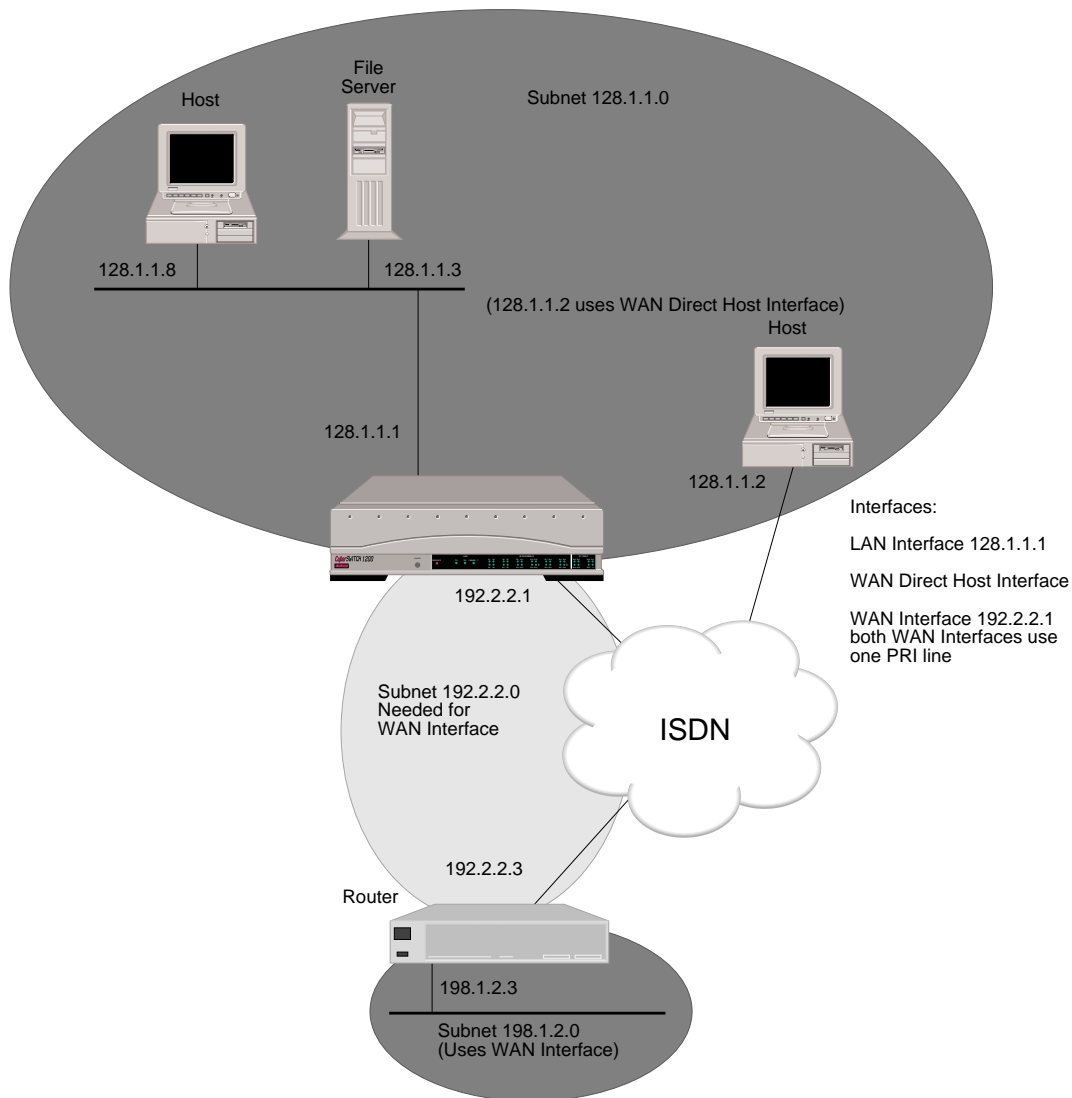 File
Server
Host
Subnet 128.1.1.0
128.1.1.8
128.1.1.3
(128.1.1.2 uses WAN Direct Host Interface)
Host
128.1.1.1
128.1.1.2
Interfaces:
LAN Interface 128.1.1.1
WAN Direct Host Interface
WAN Interface 192.2.2.1
both WAN Interfaces use
one PRI line
CyberSWITCH 1200
192.2.2.1
Subnet 192.2.2.0
Needed for
WAN Interface
ISDN
192.2.2.3
Router
198.1.2.3
Subnet 198.1.2.0
(Uses WAN Interface)